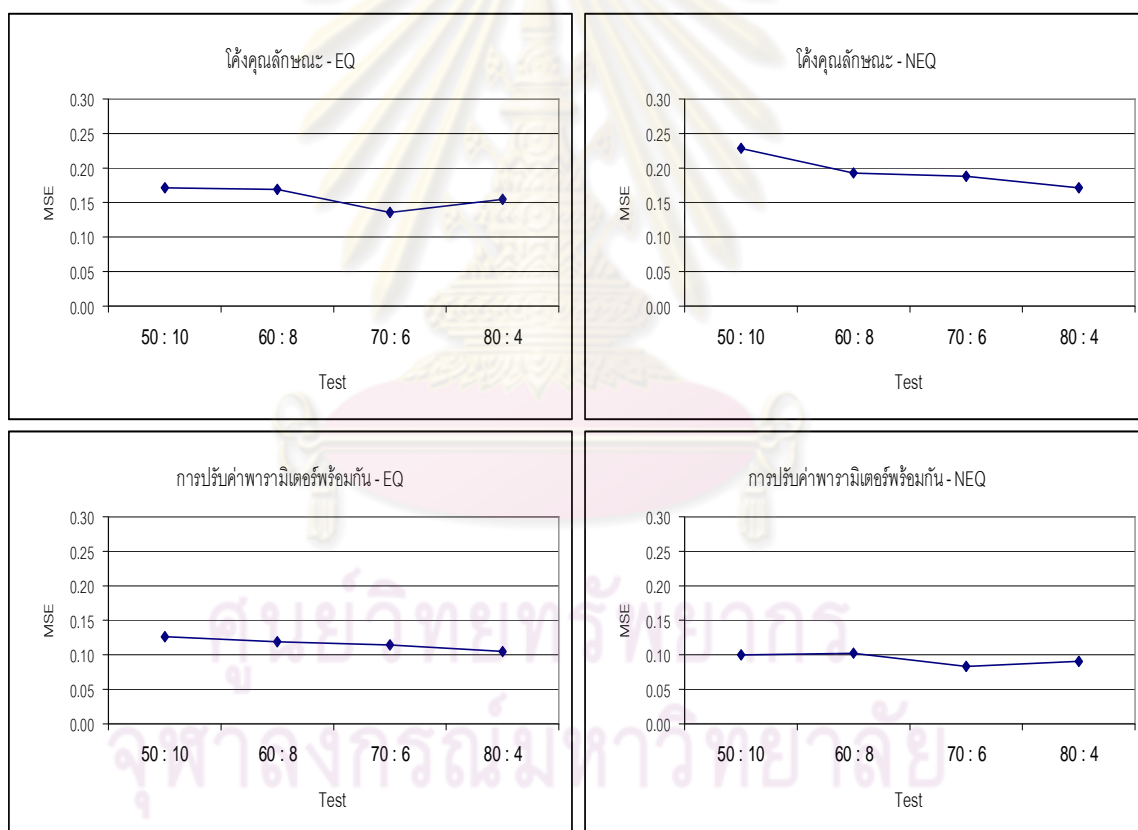 โค้งคุณลักษณะ - EQ
0.30
0.25
0.20
0.15
0.10
0.05
0.00
MSE
50 : 10 60 : 8 70 : 6 80 : 4
Test
โค้งคุณลักษณะ - NEQ
0.30
0.25
0.20
0.15
0.10
0.05
0.00
MSE
50 : 10 60 : 8 70 : 6 80 : 4
Test
การปรับค่าพารามิเตอร์พร้อมกัน - EQ
0.30
0.25
0.20
0.15
0.10
0.05
0.00
MSE
50 : 10 60 : 8 70 : 6 80 : 4
Test
การปรับค่าพารามิเตอร์พร้อมกัน - NEQ
0.30
0.25
0.20
0.15
0.10
0.05
0.00
MSE
50 : 10 60 : 8 70 : 6 80 : 4
Test
ศูนย์วิทยทรัพยากร
จุฬาลงกรณ์มหาวิทยาลัย